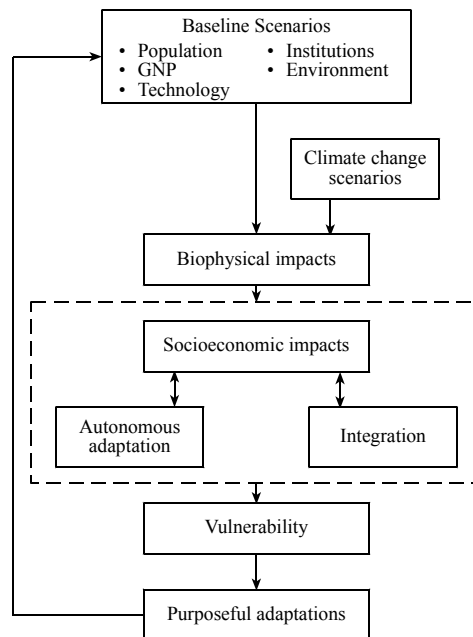 Baseline Scenarios
• Population
• Institutions
• GNP
• Environment
• Technology
Climate change
scenarios
Biophysical impacts
Socioeconomic impacts
Autonomous
adaptation
Integration
Vulnerability
Purposeful adaptations